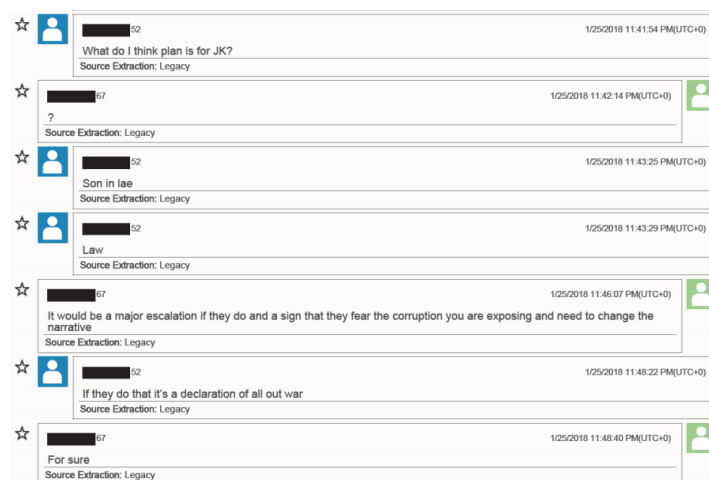 52
1/25/2018 11:41:54 PM(UTC+0)
What do I think plan is for JK?
Source Extraction: Legacy
67
1/25/2018 11:42:14 PM(UTC+0)
?
Source Extraction: Legacy
52
1/25/2018 11:43:25 PM(UTC+0)
Son in lae
Source Extraction: Legacy
52
1/25/2018 11:43:29 PM(UTC+0)
Law
Source Extraction: Legacy
67
1/25/2018 11:46:07 PM(UTC+0)
It would be a major escalation if they do and a sign that they fear the corruption you are exposing and need to change the
narrative
Source Extraction: Legacy
52
1/25/2018 11:48:22 PM(UTC+0)
If they do that it's a declaration of all out war
Source Extraction: Legacy
67
1/25/2018 11:48:40 PM(UTC+0)
For sure
Source Extraction: Legacy